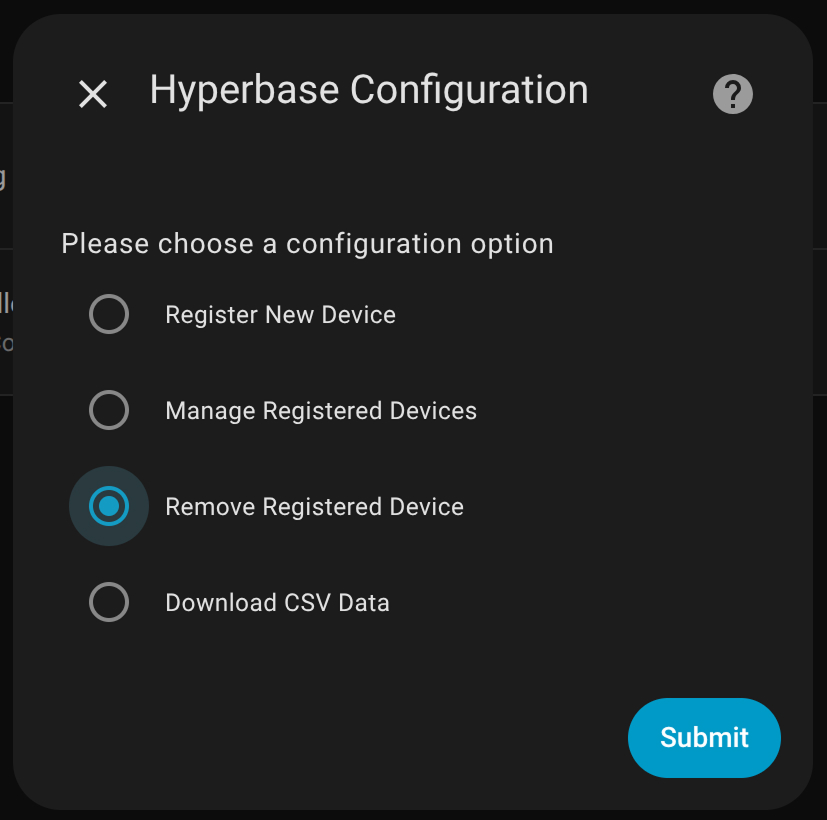 Hyperbase Configuration
?
Please choose a configuration option
Register New Device
Manage Registered Devices
Remove Registered Device
Download CSV Data
Submit